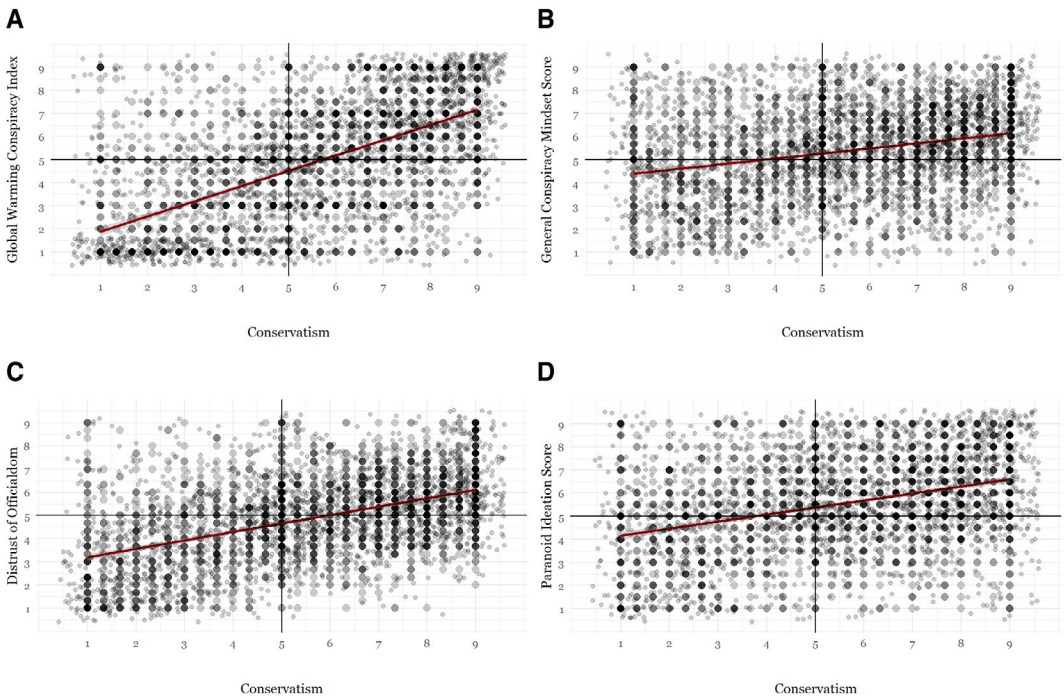 A
Global Warming Conspiracy Index
9
8
7
6
5
4
3
2
1
1 2 3 4 5 6 7 8 9
Conservatism
B
General Conspiracy Mindset Score
9
8
7
6
5
4
3
2
1
1 2 3 4 5 6 7 8 9
Conservatism
C
Distrust of Officialdom
9
8
7
6
5
4
3
2
1
1 2 3 4 5 6 7 8 9
Conservatism
D
Paranoid Ideation Score
9
8
7
6
5
4
3
2
1
1 2 3 4 5 6 7 8 9
Conservatism